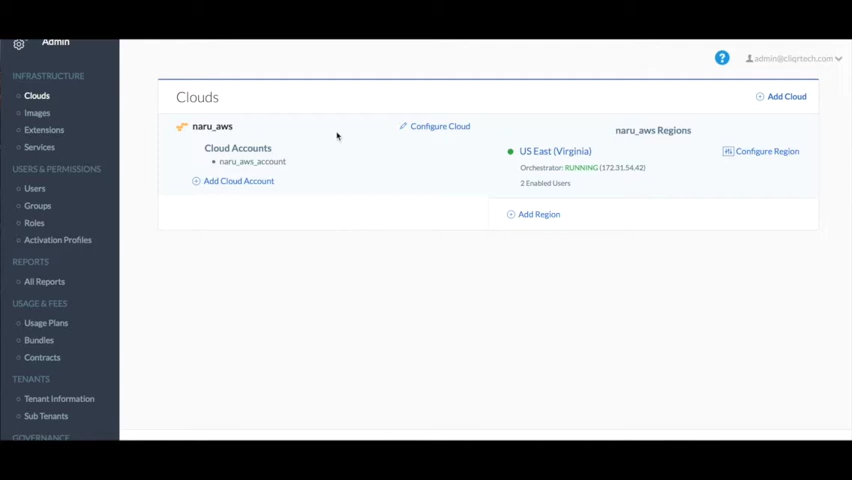 Admin
INFRASTRUCTURE
Clouds
Images
Extensions
Services
USERS & PERMISSIONS
Users
Groups
Roles
Activation Profiles
REPORTS
All Reports
USAGE & FEES
Usage Plans
Bundles
Contracts
TENANTS
Tenant Information
Sub Tenants
GOVERNANCE
?
admin@cliqrtech.com
Clouds
Add Cloud
naru_aws
Configure Cloud
Cloud Accounts
naru_aws_account
Add Cloud Account
naru_aws Regions
US East (Virginia)
Configure Region
Orchestrator: RUNNING (172.31.54.42)
2 Enabled Users
Add Region